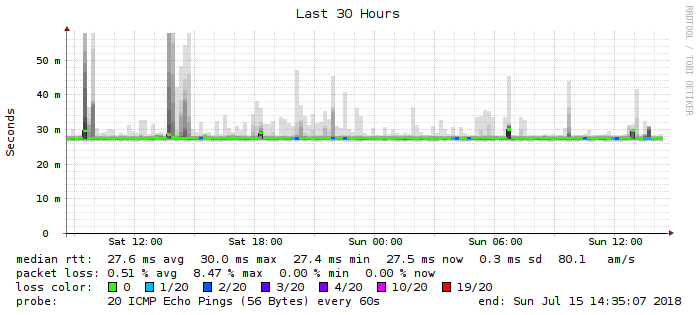 Last 30 Hours
RRDTOOL / TOBI OETIKER
Seconds
50 m
40 m
30 m
20 m
10 m
0
Sat 12:00 Sat 18:00 Sun 00:00 Sun 06:00 Sun 12:00
median rtt: 27.6 ms avg 30.0 ms max 27.4 ms min 27.5 ms now 0.3 ms sd 80.1 am/s
packet loss: 0.51 % avg 8.47 % max 0.00 % min 0.00 % now
loss color: 0 1/20 2/20 3/20 4/20 10/20 19/20
probe: 20 ICMP Echo Pings (56 Bytes) every 60s end: Sun Jul 15 14:35:07 2018